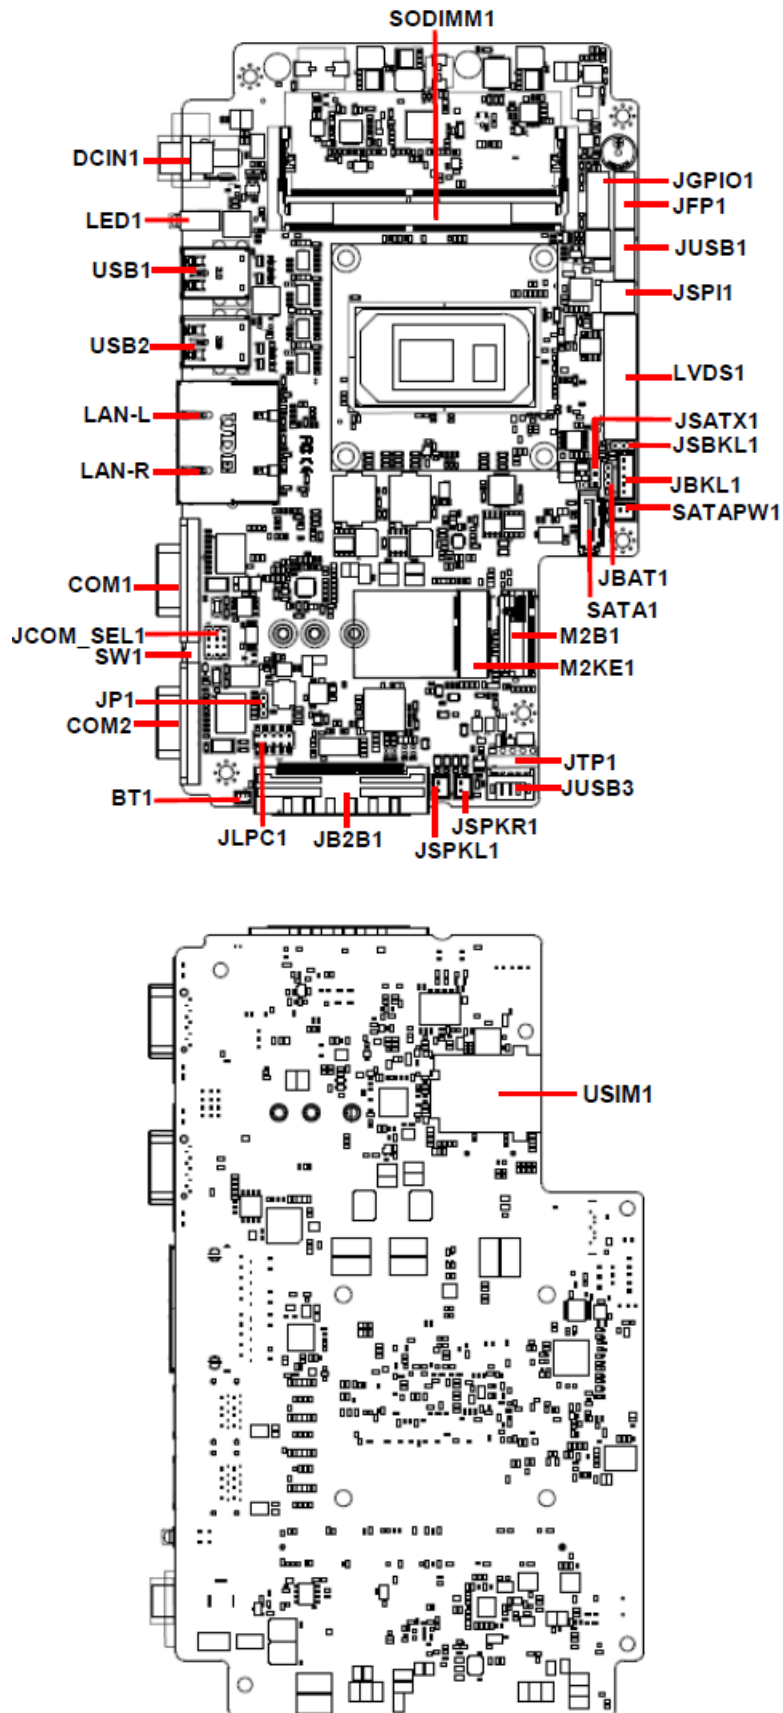 SODIMM1
DCIN1
JGPIO1
LED1
JFP1
USB1
JUSB1
JSPI1
USB2
LVDS1
LAN-L
JSATX1
JSBKL1
LAN-R
JBKL1
SATAPW1
COM1
JBAT1
SATA1
JCOM_SEL1
M2B1
SW1
M2KE1
JP1
COM2
JTP1
BT1
JUSB3
JLPC1
JB2B1
JSPKR1
JSPKL1
USIM1